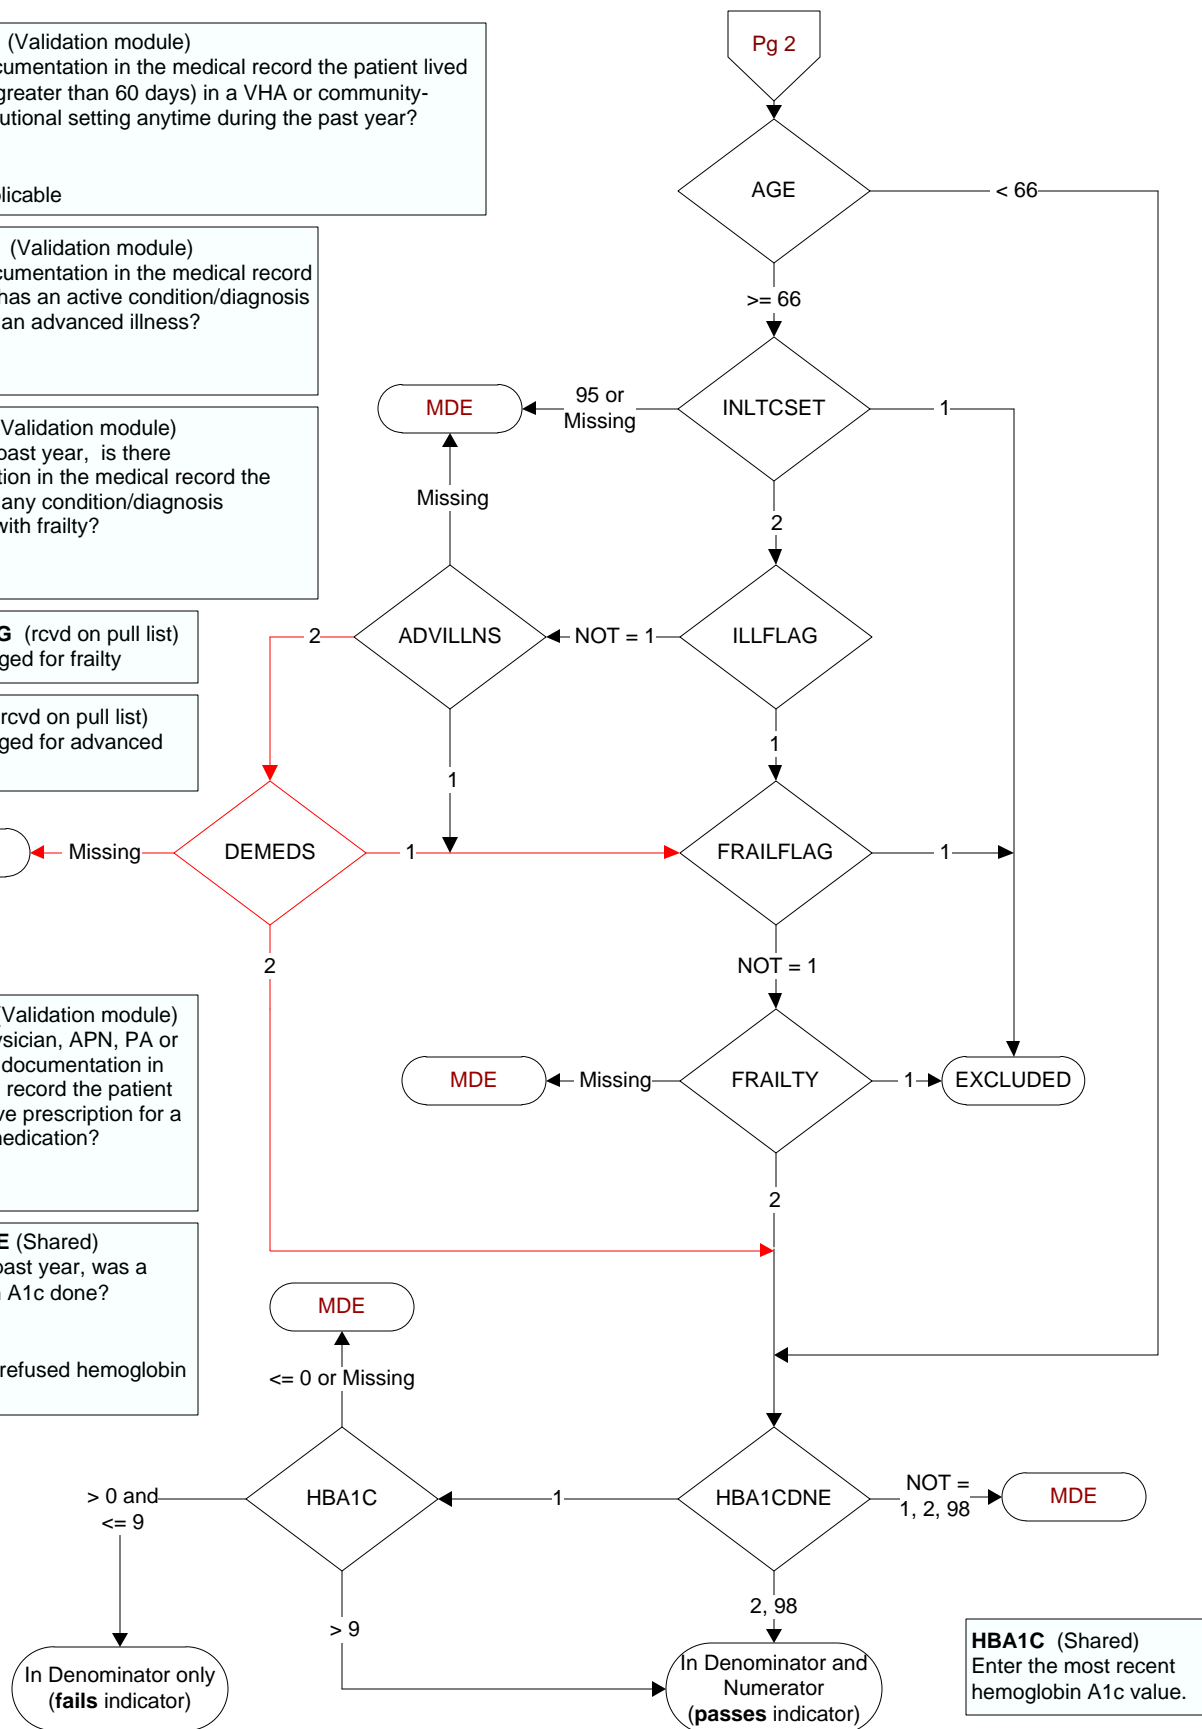 (Validation module)
cumentation in the medical record the patient lived
greater than 60 days) in a VHA or community-
utional setting anytime during the past year?
plicable
(Validation module)
cumentation in the medical record
has an active condition/diagnosis
an advanced illness?
Validation module)
past year, is there
tion in the medical record the
any condition/diagnosis
with frailty?
G (rcvd on pull list)
ged for frailty
rcvd on pull list)
ged for advanced
(Validation module)
ysician, APN, PA or
documentation in
record the patient
ve prescription for a
medication?
E (Shared)
past year, was a
A1c done?
refused hemoglobin
Pg 2
AGE
< 66
>= 66
MDE
95 or
Missing
INLTCSET
1
Missing
2
2
ADVILLNS
NOT = 1
ILLFLAG
1
1
Missing
DEMEDS
1
FRAILFLAG
1
2
NOT = 1
MDE
Missing
FRAILTY
1
EXCLUDED
2
MDE
<= 0 or Missing
> 0 and
<= 9
HBA1C
1
HBA1CDNE
NOT =
1, 2, 98
MDE
> 9
2, 98
In Denominator only
(fails indicator)
In Denominator and
Numerator
(passes indicator)
HBA1C (Shared)
Enter the most recent
hemoglobin A1c value.